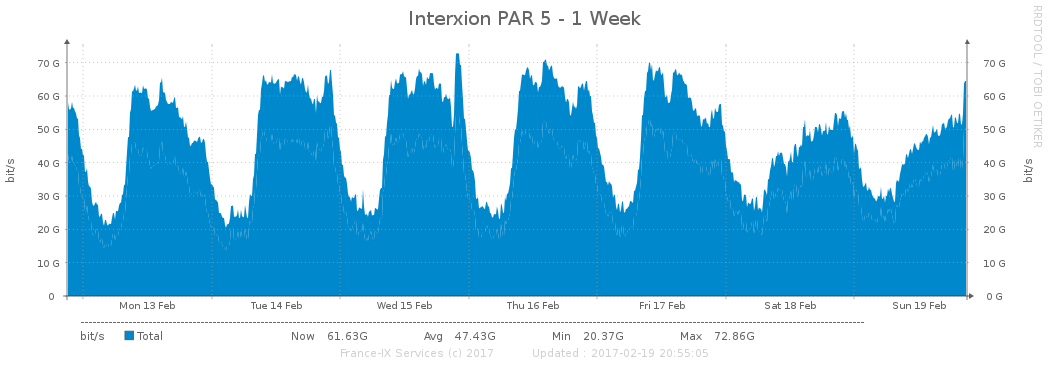 Interxion PAR 5 - 1 Week
RRDTOOL / TOBI OETIKER
bit/s
70 G
60 G
50 G
40 G
30 G
20 G
10 G
0
70 G
60 G
50 G
40 G
30 G
20 G
10 G
0 G
bit/s
Mon 13 Feb Tue 14 Feb Wed 15 Feb Thu 16 Feb Fri 17 Feb Sat 18 Feb Sun 19 Feb
bit/s Total Now 61.63G Avg 47.43G Min 20.37G Max 72.86G
France-IX Services (c) 2017 Updated : 2017-02-19 20:55:05